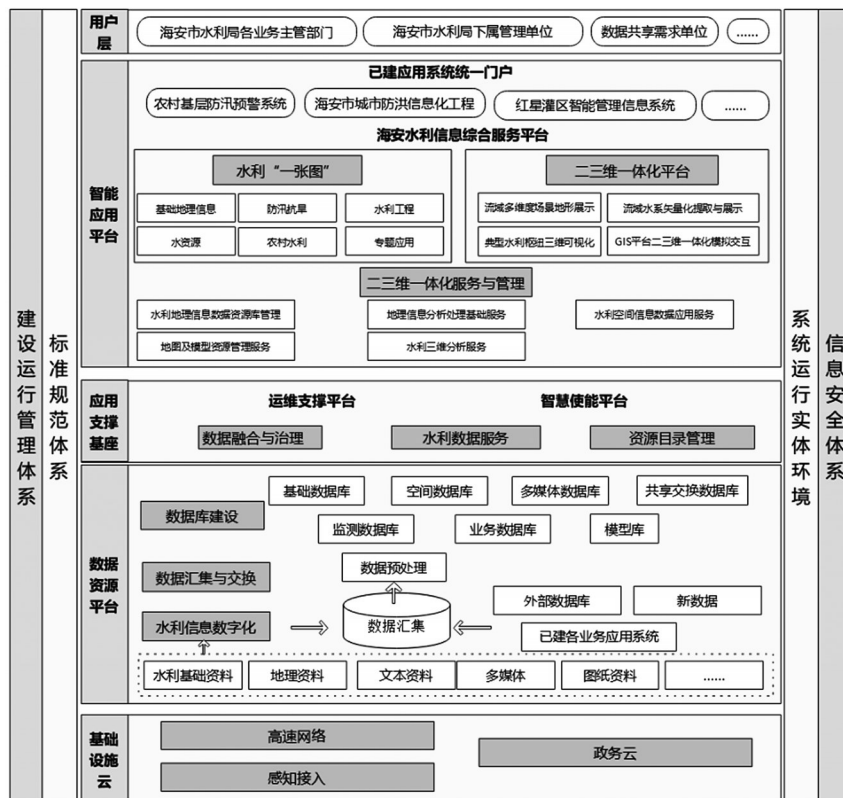 用户层
海安市水利局各业务主管部门
海安市水利局下属管理单位
数据共享需求单位
......
已建应用系统统一门户
农村基层防汛预警系统
海安市城市防洪信息化工程
红星灌区智能管理信息系统
......
海安水利信息综合服务平台
智能应用平台
水利“一张图”
基础地理信息
防汛抗旱
水利工程
水资源
农村水利
专题应用
二三维一体化平台
流域多维度场景地形展示
流域水系矢量化提取与展示
典型水利枢纽三维可视化
GIS平台二三维一体化模拟交互
二三维一体化服务与管理
水利地理信息数据资源库管理
地理信息分析处理基础服务
水利空间信息数据应用服务
地图及模型资源管理服务
水利三维分析服务
建设运行管理体系
标准规范体系
系统运行实体环境
信息安全体系
应用支撑基座
运维支撑平台
智慧使能平台
数据融合与治理
水利数据服务
资源目录管理
数据资源平台
数据库建设
基础数据库
空间数据库
多媒体数据库
共享交换数据库
监测数据库
业务数据库
模型库
数据汇集与交换
数据预处理
水利信息数字化
数据汇集
外部数据库
新数据
已建各业务应用系统
水利基础资料
地理资料
文本资料
多媒体
图纸资料
......
基础设施云
高速网络
感知接入
政务云